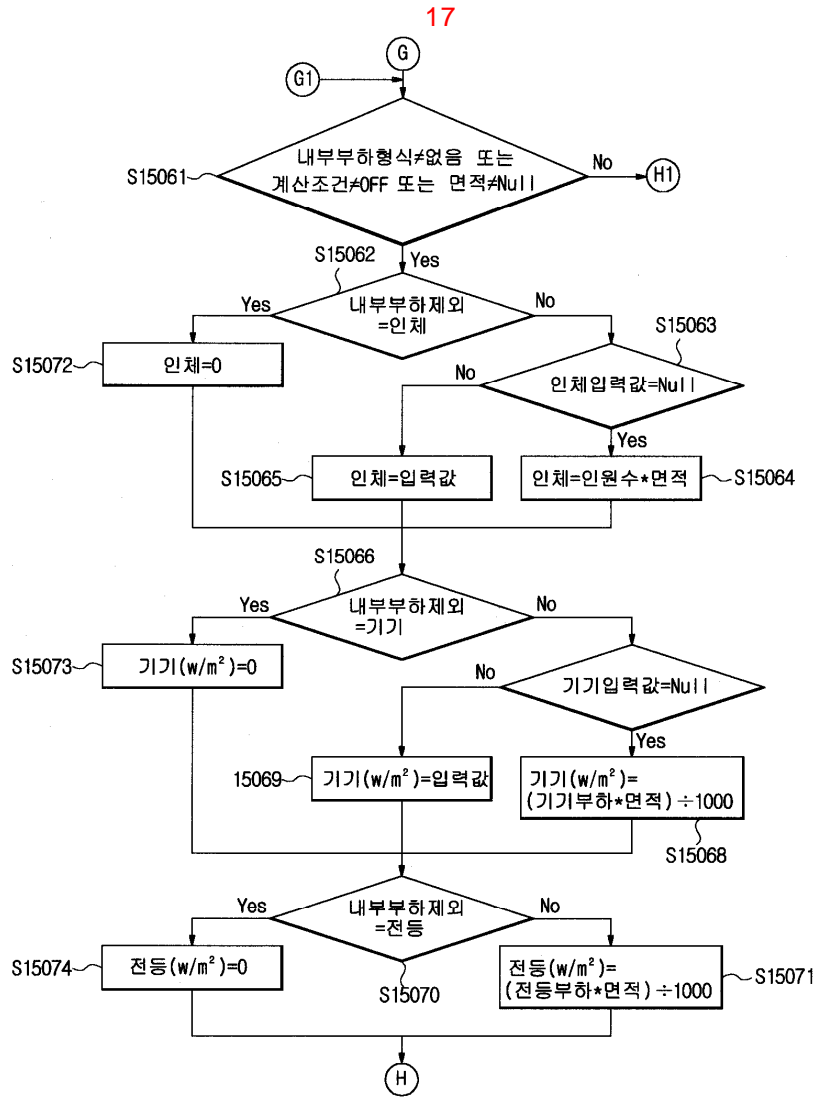 17
G
G1
내부부하형식≠없음 또는
계산조건≠OFF 또는 면적≠Null
No
H1
S15061
Yes
S15062
내부부하제외
=인체
Yes
No
S15063
S15072
인체=0
인체입력값=Null
No
Yes
S15065
인체=입력값
인체=인원수*면적
S15064
S15066
내부부하제외
=기기
Yes
No
S15073
기기(w/m²)=0
기기입력값=Null
No
Yes
15069
기기(w/m²)=입력값
기기(w/m²)=
(기기부하*면적)÷1000
S15068
내부부하제외
=전등
Yes
No
S15070
S15074
전등(w/m²)=0
전등(w/m²)=
(전등부하*면적)÷1000
S15071
H